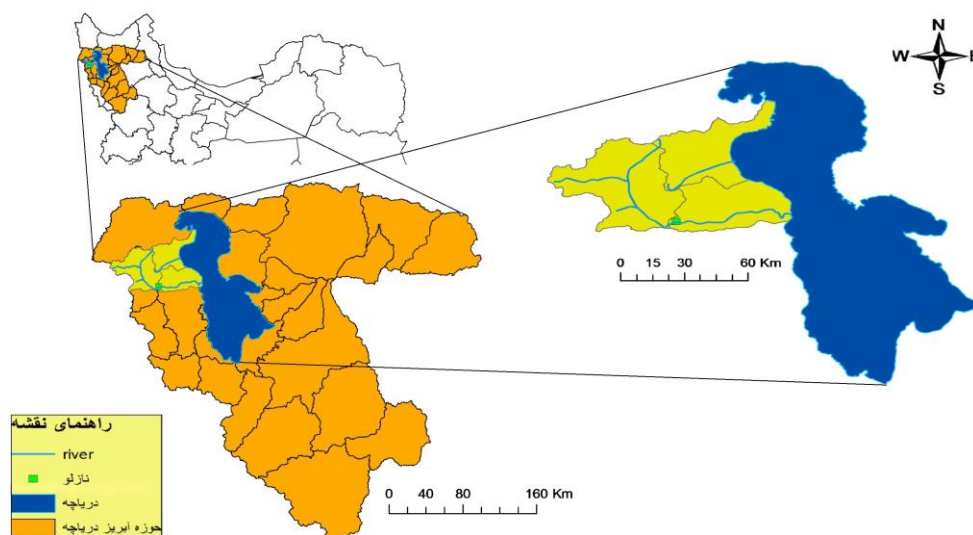 N
W E
S
0 15 30 60 Km
0 40 80 160 Km
راهنمای نقشه
river
نازلو
دریاچه
حوزه آبریز دریاچه